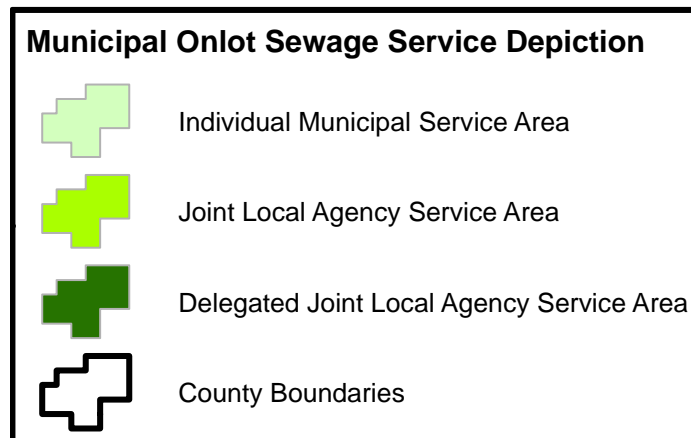 Municipal Onlot Sewage Service Depiction
Individual Municipal Service Area
Joint Local Agency Service Area
Delegated Joint Local Agency Service Area
County Boundaries